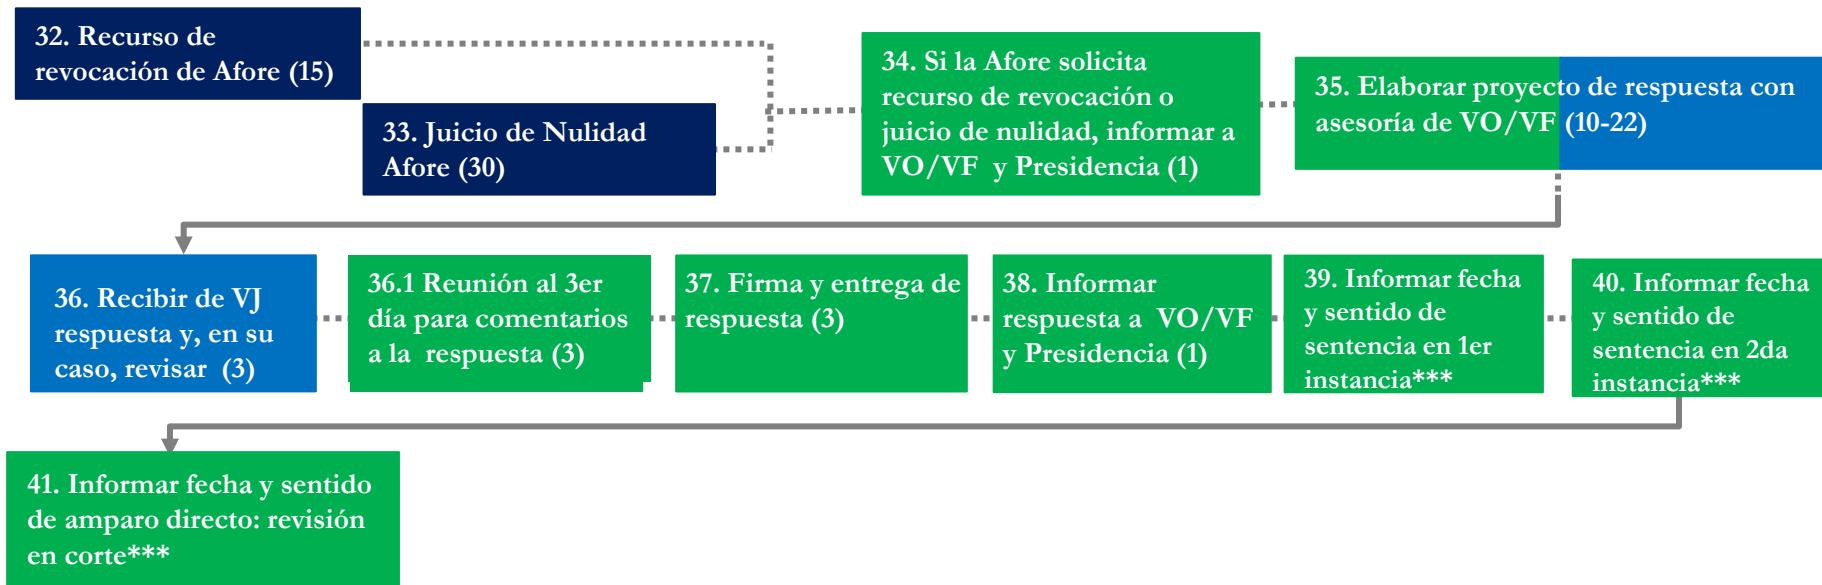 32. Recurso de
revocación de Afore (15)
33. Juicio de Nulidad
Afore (30)
34. Si la Afore solicita
recurso de revocación o
juicio de nulidad, informar a
VO/VF y Presidencia (1)
35. Elaborar proyecto de respuesta con
asesoría de VO/VF (10-22)
36. Recibir de VJ
respuesta y, en su
caso, revisar (3)
36.1 Reunión al 3er
día para comentarios
a la respuesta (3)
37. Firma y entrega de
respuesta (3)
38. Informar
respuesta a VO/VF
y Presidencia (1)
39. Informar fecha
y sentido de
sentencia en 1er
instancia***
40. Informar fecha
y sentido de
sentencia en 2da
instancia***
41. Informar fecha y sentido
de amparo directo: revisión
en corte***